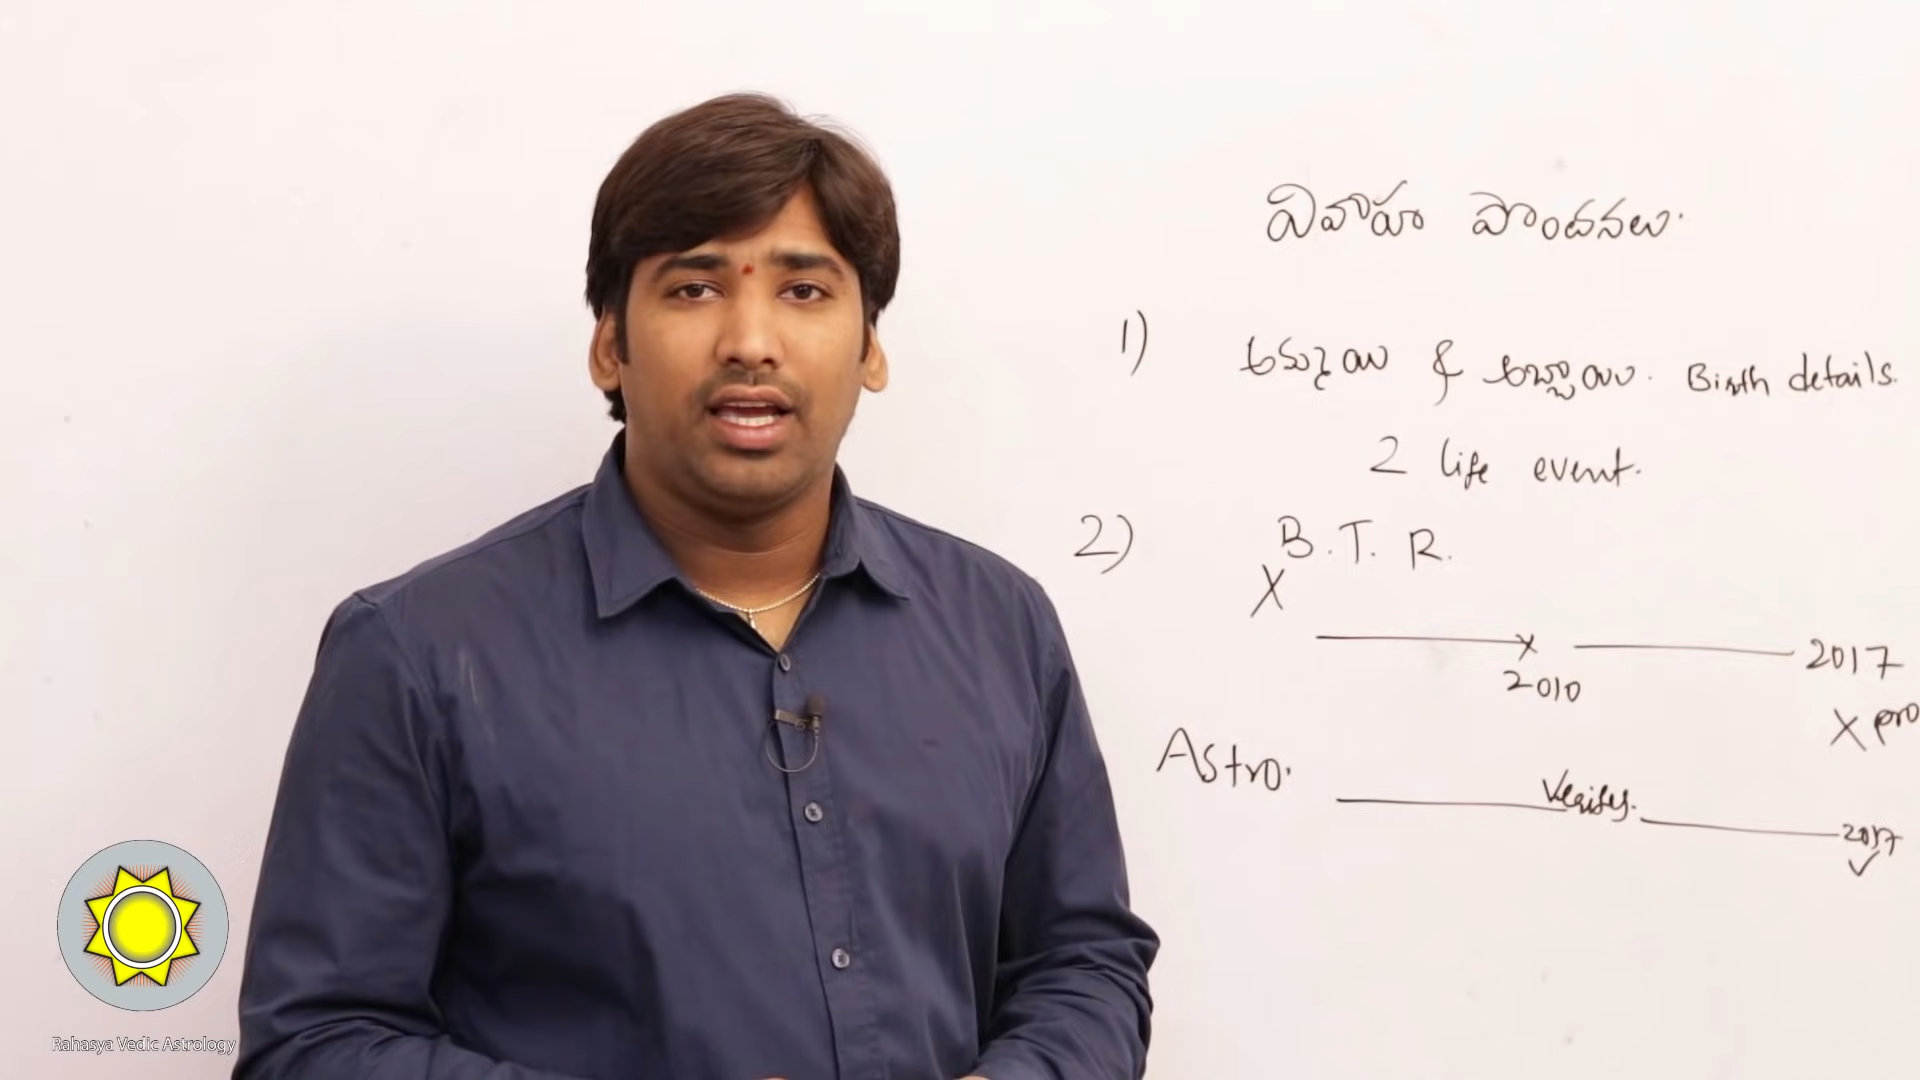 వివాహ పొంతనలు.
1) అమ్మాయి & అబ్బాయి. Birth details.
2 life event.
2) B.T.R.
X
X 2017
2010
X pro
Astro. Verify. 2017
✓
Rahasya Vedic Astrology